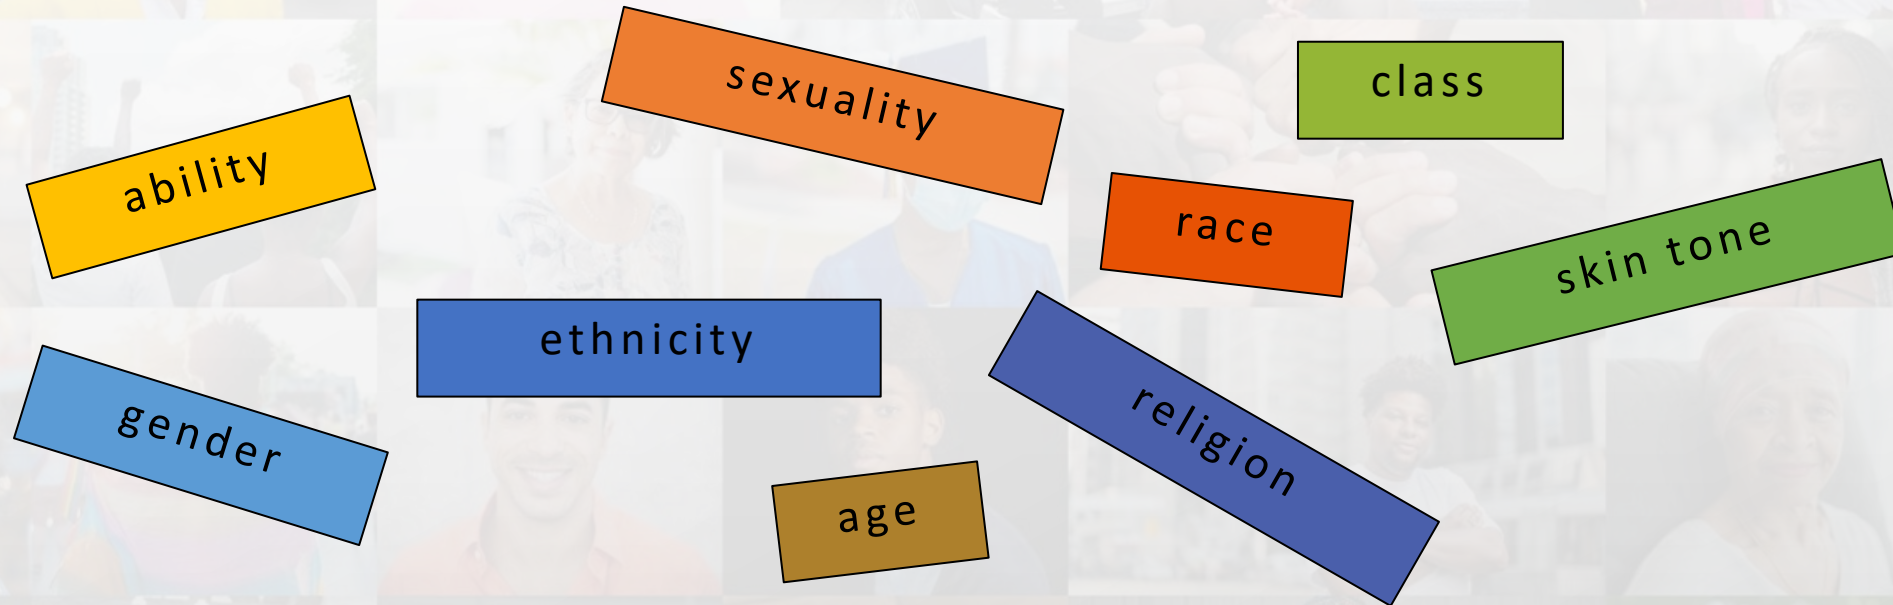 sexuality
class
ability
race
skin tone
ethnicity
gender
religion
age